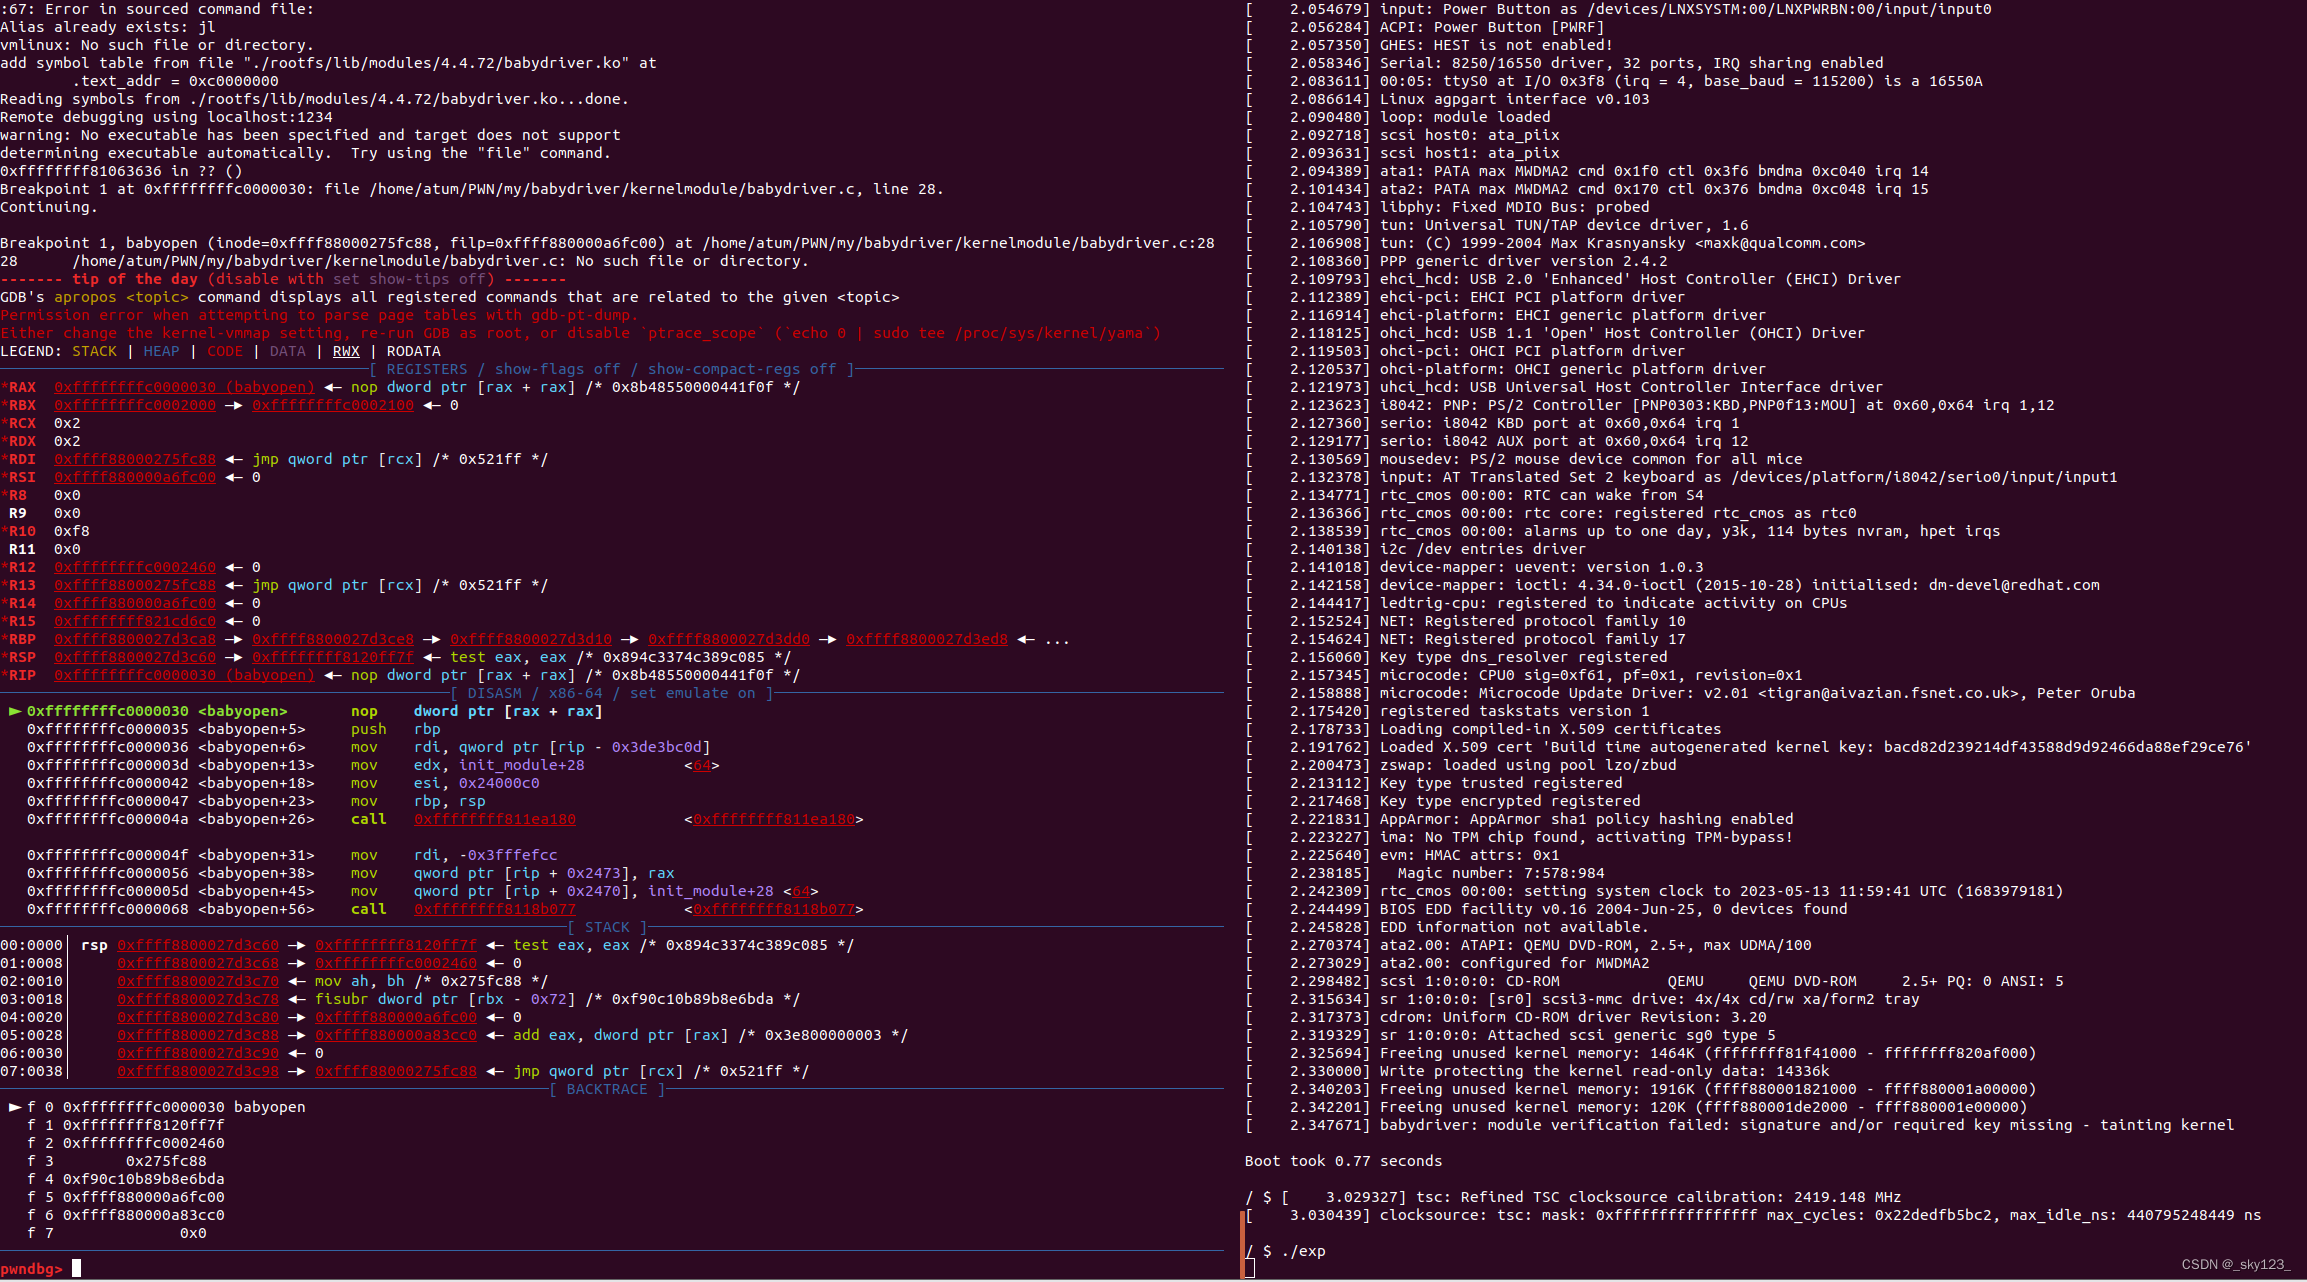 :67: Error in sourced command file:
Alias already exists: jl
vmlinux: No such file or directory.
add symbol table from file "./rootfs/lib/modules/4.4.72/babydriver.ko" at
.text_addr = 0xc0000000
Reading symbols from ./rootfs/lib/modules/4.4.72/babydriver.ko...done.
Remote debugging using localhost:1234
warning: No executable has been specified and target does not support
determining executable automatically.  Try using the "file" command.
0xffffffff81063636 in ?? ()
Breakpoint 1 at 0xffffffffc0000030: file /home/atum/PWN/my/babydriver/kernelmodule/babydriver.c, line 28.
Continuing.
Breakpoint 1, babyopen (inode=0xffff88000275fc88, filp=0xffff880000a6fc00) at /home/atum/PWN/my/babydriver/kernelmodule/babydriver.c:28
28      /home/atum/PWN/my/babydriver/kernelmodule/babydriver.c: No such file or directory.
------- tip of the day (disable with set show-tips off) -------
GDB's apropos <topic> command displays all registered commands that are related to the given <topic>
Permission error when attempting to parse page tables with gdb-pt-dump.
Either change the kernel-vmmap setting, re-run GDB as root, or disable `ptrace_scope` (`echo 0 | sudo tee /proc/sys/kernel/yama`)
LEGEND: STACK | HEAP | CODE | DATA | RWX | RODATA
[ REGISTERS / show-flags off / show-compact-regs off ]
*RAX  0xffffffffc0000030 (babyopen) ◂— nop dword ptr [rax + rax] /* 0x8b48550000441f0f */
*RBX  0xffffffffc0002000 —▸ 0xffffffffc0002100 ◂— 0
*RCX  0x2
*RDX  0x2
*RDI  0xffff88000275fc88 ◂— jmp qword ptr [rcx] /* 0x521ff */
*RSI  0xffff880000a6fc00 ◂— 0
*R8   0x0
R9   0x0
*R10  0xf8
R11  0x0
*R12  0xffffffffc0002460 ◂— 0
*R13  0xffff88000275fc88 ◂— jmp qword ptr [rcx] /* 0x521ff */
*R14  0xffff880000a6fc00 ◂— 0
*R15  0xffffffff821cd6c0 ◂— 0
*RBP  0xffff8800027d3ca8 —▸ 0xffff8800027d3ce8 —▸ 0xffff8800027d3d10 —▸ 0xffff8800027d3dd0 —▸ 0xffff8800027d3ed8 ◂— ...
*RSP  0xffff8800027d3c60 —▸ 0xffffffff8120ff7f ◂— test eax, eax /* 0x894c3374c389c085 */
*RIP  0xffffffffc0000030 (babyopen) ◂— nop dword ptr [rax + rax] /* 0x8b48550000441f0f */
[ DISASM / x86-64 / set emulate on ]
► 0xffffffffc0000030 <babyopen>       nop    dword ptr [rax + rax]
0xffffffffc0000035 <babyopen+5>     push   rbp
0xffffffffc0000036 <babyopen+6>     mov    rdi, qword ptr [rip - 0x3de3bc0d]
0xffffffffc000003d <babyopen+13>    mov    edx, init_module+28           <64>
0xffffffffc0000042 <babyopen+18>    mov    esi, 0x24000c0
0xffffffffc0000047 <babyopen+23>    mov    rbp, rsp
0xffffffffc000004a <babyopen+26>    call   0xffffffff811ea180            <0xffffffff811ea180>
0xffffffffc000004f <babyopen+31>    mov    rdi, -0x3fffefcc
0xffffffffc0000056 <babyopen+38>    mov    qword ptr [rip + 0x2473], rax
0xffffffffc000005d <babyopen+45>    mov    qword ptr [rip + 0x2470], init_module+28 <64>
0xffffffffc0000068 <babyopen+56>    call   0xffffffff8118b077            <0xffffffff8118b077>
[ STACK ]
00:0000│ rsp 0xffff8800027d3c60 —▸ 0xffffffff8120ff7f ◂— test eax, eax /* 0x894c3374c389c085 */
01:0008│     0xffff8800027d3c68 —▸ 0xffffffffc0002460 ◂— 0
02:0010│     0xffff8800027d3c70 ◂— mov ah, bh /* 0x275fc88 */
03:0018│     0xffff8800027d3c78 ◂— fisubr dword ptr [rbx - 0x72] /* 0xf90c10b89b8e6bda */
04:0020│     0xffff8800027d3c80 —▸ 0xffff880000a6fc00 ◂— 0
05:0028│     0xffff8800027d3c88 —▸ 0xffff880000a83cc0 ◂— add eax, dword ptr [rax] /* 0x3e800000003 */
06:0030│     0xffff8800027d3c90 ◂— 0
07:0038│     0xffff8800027d3c98 —▸ 0xffff88000275fc88 ◂— jmp qword ptr [rcx] /* 0x521ff */
[ BACKTRACE ]
► f 0 0xffffffffc0000030 babyopen
f 1 0xffffffff8120ff7f
f 2 0xffffffffc0002460
f 3        0x275fc88
f 4 0xf90c10b89b8e6bda
f 5 0xffff880000a6fc00
f 6 0xffff880000a83cc0
f 7              0x0
pwndbg>
[    2.054679] input: Power Button as /devices/LNXSYSTM:00/LNXPWRBN:00/input/input0
[    2.056284] ACPI: Power Button [PWRF]
[    2.057350] GHES: HEST is not enabled!
[    2.058346] Serial: 8250/16550 driver, 32 ports, IRQ sharing enabled
[    2.083611] 00:05: ttyS0 at I/O 0x3f8 (irq = 4, base_baud = 115200) is a 16550A
[    2.086614] Linux agpgart interface v0.103
[    2.090480] loop: module loaded
[    2.092718] scsi host0: ata_piix
[    2.093631] scsi host1: ata_piix
[    2.094389] ata1: PATA max MWDMA2 cmd 0x1f0 ctl 0x3f6 bmdma 0xc040 irq 14
[    2.101434] ata2: PATA max MWDMA2 cmd 0x170 ctl 0x376 bmdma 0xc048 irq 15
[    2.104743] libphy: Fixed MDIO Bus: probed
[    2.105790] tun: Universal TUN/TAP device driver, 1.6
[    2.106908] tun: (C) 1999-2004 Max Krasnyansky <maxk@qualcomm.com>
[    2.108360] PPP generic driver version 2.4.2
[    2.109793] ehci_hcd: USB 2.0 'Enhanced' Host Controller (EHCI) Driver
[    2.112389] ehci-pci: EHCI PCI platform driver
[    2.116914] ehci-platform: EHCI generic platform driver
[    2.118125] ohci_hcd: USB 1.1 'Open' Host Controller (OHCI) Driver
[    2.119503] ohci-pci: OHCI PCI platform driver
[    2.120537] ohci-platform: OHCI generic platform driver
[    2.121973] uhci_hcd: USB Universal Host Controller Interface driver
[    2.123623] i8042: PNP: PS/2 Controller [PNP0303:KBD,PNP0f13:MOU] at 0x60,0x64 irq 1,12
[    2.127360] serio: i8042 KBD port at 0x60,0x64 irq 1
[    2.129177] serio: i8042 AUX port at 0x60,0x64 irq 12
[    2.130569] mousedev: PS/2 mouse device common for all mice
[    2.132378] input: AT Translated Set 2 keyboard as /devices/platform/i8042/serio0/input/input1
[    2.134771] rtc_cmos 00:00: RTC can wake from S4
[    2.136366] rtc_cmos 00:00: rtc core: registered rtc_cmos as rtc0
[    2.138539] rtc_cmos 00:00: alarms up to one day, y3k, 114 bytes nvram, hpet irqs
[    2.140138] i2c /dev entries driver
[    2.141018] device-mapper: uevent: version 1.0.3
[    2.142158] device-mapper: ioctl: 4.34.0-ioctl (2015-10-28) initialised: dm-devel@redhat.com
[    2.144417] ledtrig-cpu: registered to indicate activity on CPUs
[    2.152524] NET: Registered protocol family 10
[    2.154624] NET: Registered protocol family 17
[    2.156060] Key type dns_resolver registered
[    2.157345] microcode: CPU0 sig=0xf61, pf=0x1, revision=0x1
[    2.158888] microcode: Microcode Update Driver: v2.01 <tigran@aivazian.fsnet.co.uk>, Peter Oruba
[    2.175420] registered taskstats version 1
[    2.178733] Loading compiled-in X.509 certificates
[    2.191762] Loaded X.509 cert 'Build time autogenerated kernel key: bacd82d239214df43588d9d92466da88ef29ce76'
[    2.200473] zswap: loaded using pool lzo/zbud
[    2.213112] Key type trusted registered
[    2.217468] Key type encrypted registered
[    2.221831] AppArmor: AppArmor sha1 policy hashing enabled
[    2.223227] ima: No TPM chip found, activating TPM-bypass!
[    2.225640] evm: HMAC attrs: 0x1
[    2.238185]   Magic number: 7:578:984
[    2.242309] rtc_cmos 00:00: setting system clock to 2023-05-13 11:59:41 UTC (1683979181)
[    2.244499] BIOS EDD facility v0.16 2004-Jun-25, 0 devices found
[    2.245828] EDD information not available.
[    2.270374] ata2.00: ATAPI: QEMU DVD-ROM, 2.5+, max UDMA/100
[    2.273029] ata2.00: configured for MWDMA2
[    2.298482] scsi 1:0:0:0: CD-ROM            QEMU     QEMU DVD-ROM     2.5+ PQ: 0 ANSI: 5
[    2.315634] sr 1:0:0:0: [sr0] scsi3-mmc drive: 4x/4x cd/rw xa/form2 tray
[    2.317373] cdrom: Uniform CD-ROM driver Revision: 3.20
[    2.319329] sr 1:0:0:0: Attached scsi generic sg0 type 5
[    2.325694] Freeing unused kernel memory: 1464K (ffffffff81f41000 - ffffffff820af000)
[    2.330000] Write protecting the kernel read-only data: 14336k
[    2.340203] Freeing unused kernel memory: 1916K (ffff880001821000 - ffff880001a00000)
[    2.342201] Freeing unused kernel memory: 120K (ffff880001de2000 - ffff880001e00000)
[    2.347671] babydriver: module verification failed: signature and/or required key missing - tainting kernel
Boot took 0.77 seconds
/ $ [    3.029327] tsc: Refined TSC clocksource calibration: 2419.148 MHz
[    3.030439] clocksource: tsc: mask: 0xffffffffffffffff max_cycles: 0x22dedfb5bc2, max_idle_ns: 440795248449 ns
/ $ ./exp
CSDN @_sky123_